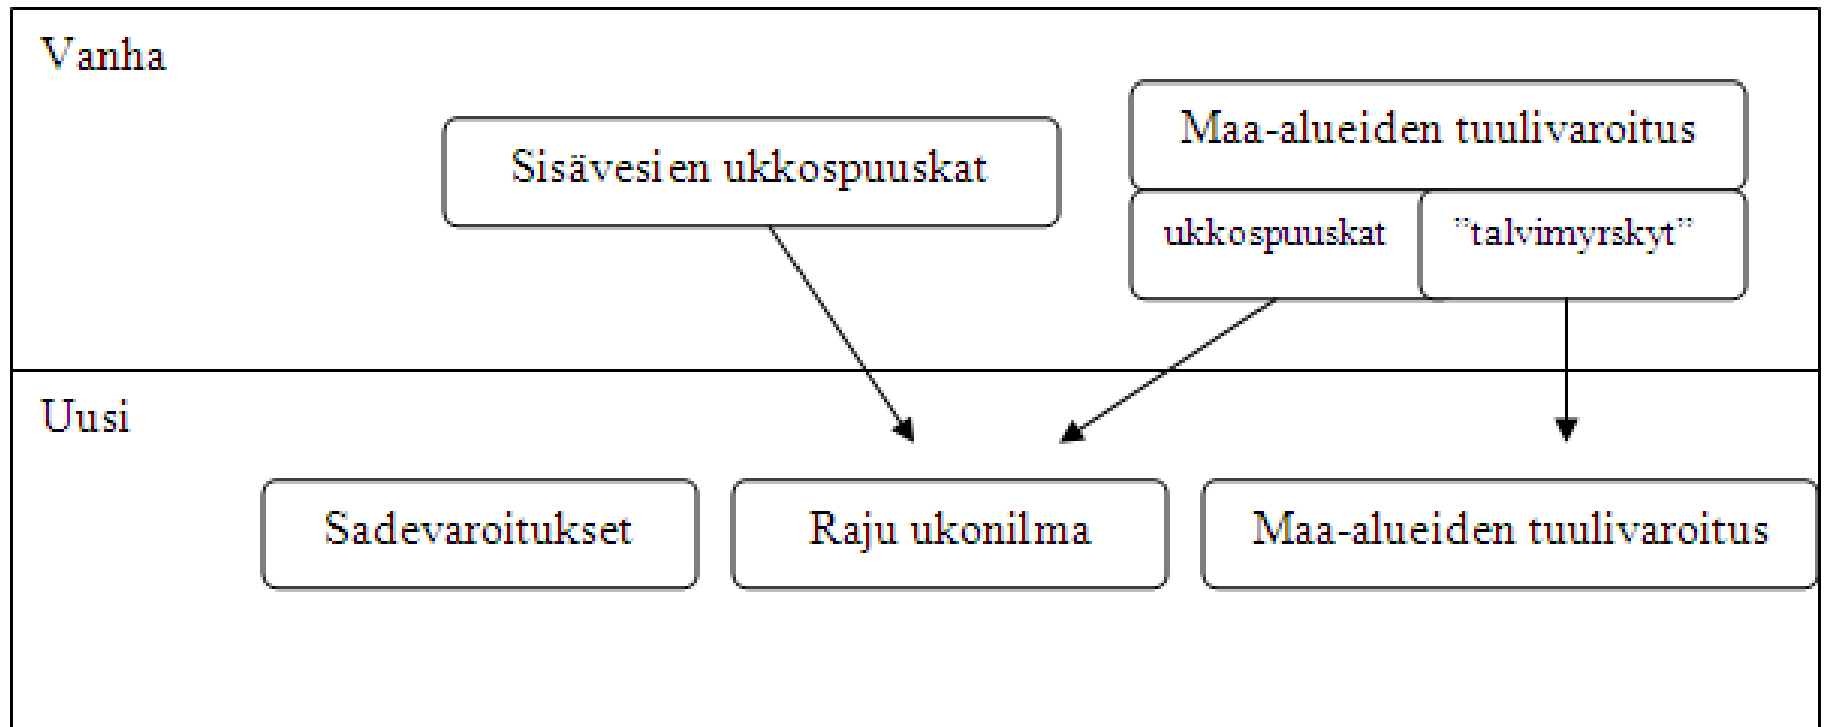 Vanha
Sisävesien ukkospuuskat
Maa-alueiden tuulivaroitus
ukkospuuskat
”talvimyrskyt”
Uusi
Sadevaroitukset
Raju ukonilma
Maa-alueiden tuulivaroitus